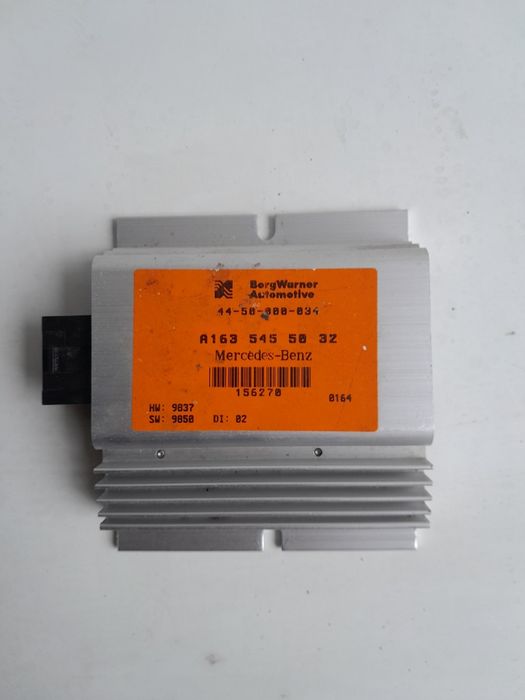 BorgWarner
Automotive
44-50-000-034
A163 545 50 32
Mercedes-Benz
156270
0164
HW: 9837
SW: 9850 DI: 02